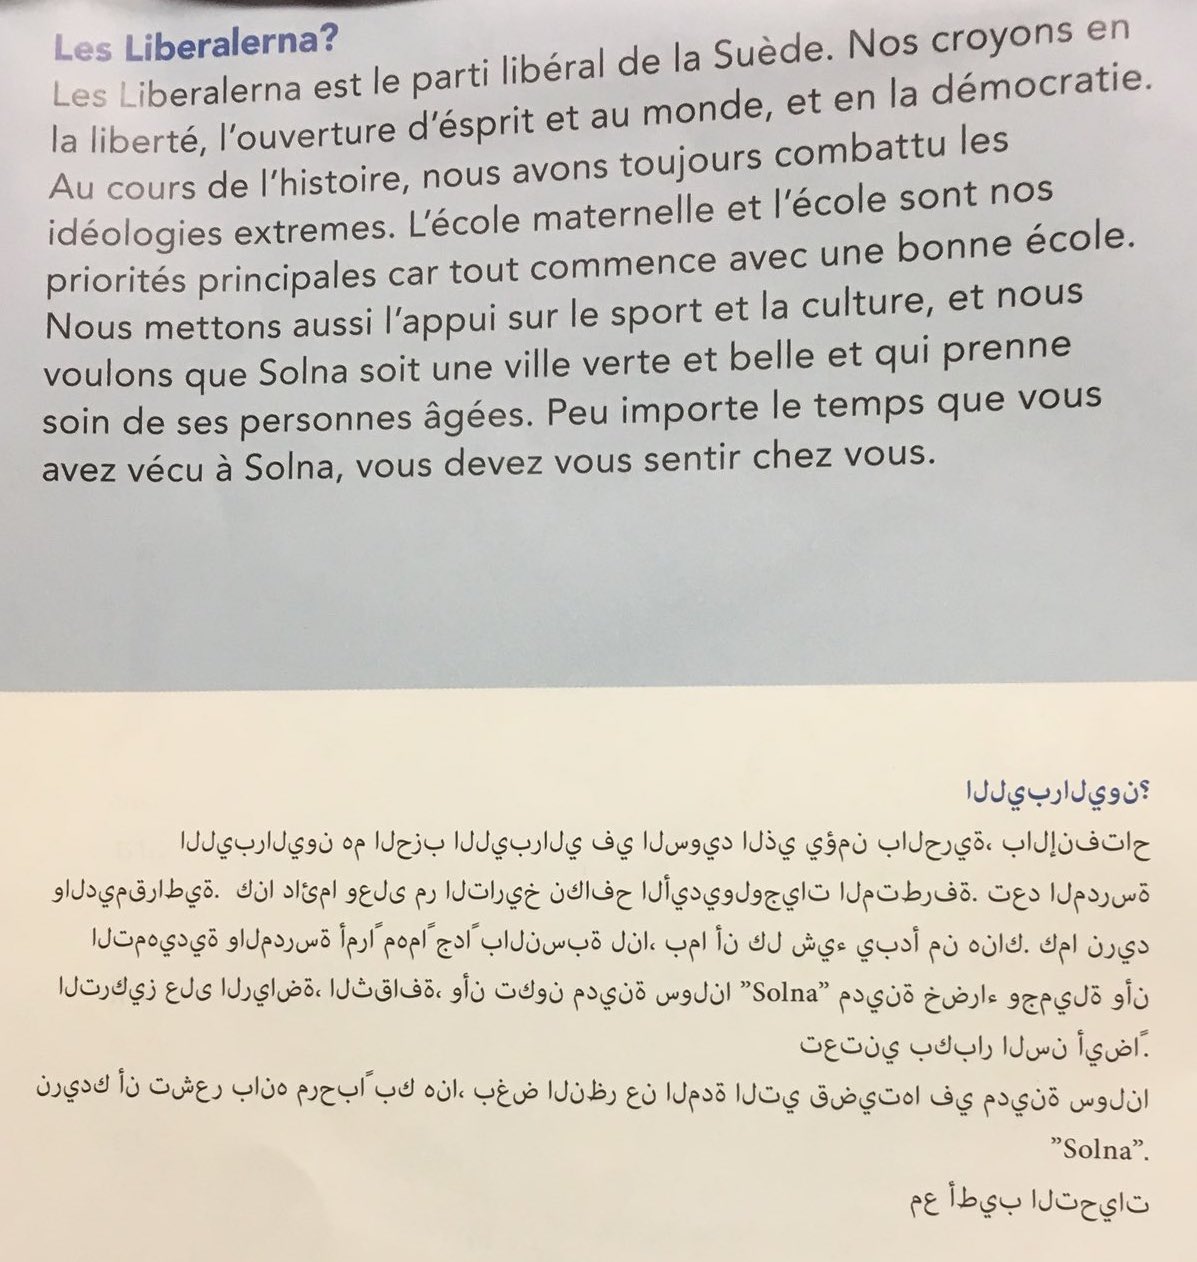 Les Liberalerna?
Les Liberalerna est le parti libéral de la Suède. Nos croyons en
la liberté, l'ouverture d'ésprit et au monde, et en la démocratie.
Au cours de l'histoire, nous avons toujours combattu les
idéologies extremes. L'école maternelle et l'école sont nos
priorités principales car tout commence avec une bonne école.
Nous mettons aussi l'appui sur le sport et la culture, et nous
voulons que Solna soit une ville verte et belle et qui prenne
soin de ses personnes âgées. Peu importe le temps que vous
avez vécu à Solna, vous devez vous sentir chez vous.
الليبراليون؟
الليبراليون هم الحزب الليبرالي في السويد الذي يؤمن بالحرية، بالإنفتاح
والديمقراطية. كنا دائما وعلى مر التاريخ نكافح الأيديولوجيات المتطرفة. تعد المدرسة
التمهيدية والمدرسة أمراً مهماً جداً بالنسبة لنا، بما أن كل شيء يبدأ من هناك. كما نريد
التركيز على الرياضة، الثقافة، وأن تكون مدينة سولنا ”Solna” مدينة خضراء وجميلة وأن
تعتني بكبار السن أيضاً.
نريدك أن تشعر بانه مرحباً بك هنا، بغض النظر عن المدة التي قضيتها في مدينة سولنا
”Solna”.
مع أطيب التحيات